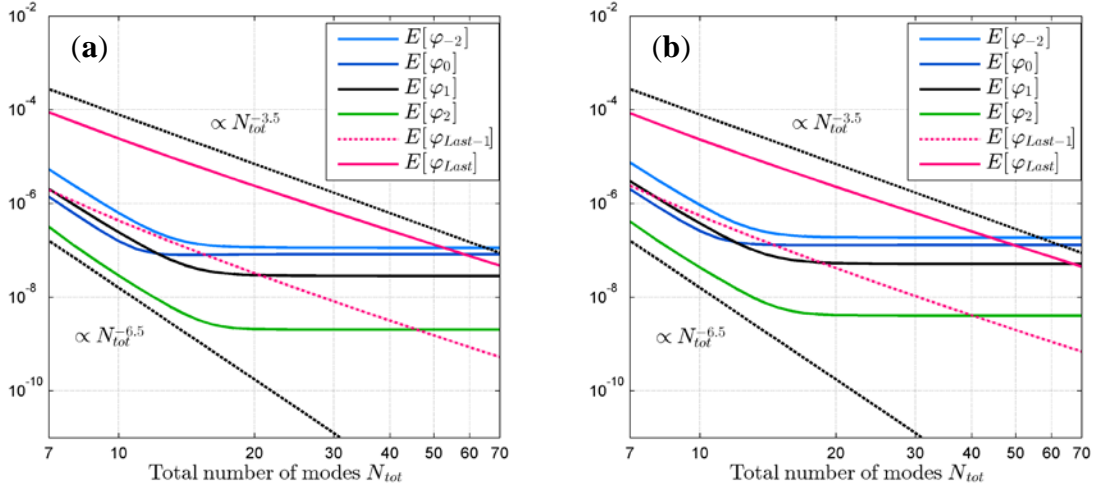 (a)
10^{-2}
10^{-4}
10^{-6}
10^{-8}
10^{-10}
E[φ_{-2}]
E[φ_0]
E[φ_1]
E[φ_2]
E[φ_{Last-1}]
E[φ_{Last}]
∝ N_{tot}^{-3.5}
∝ N_{tot}^{-6.5}
7 10 20 30 40 50 60 70
Total number of modes N_{tot}
(b)
10^{-2}
10^{-4}
10^{-6}
10^{-8}
10^{-10}
E[φ_{-2}]
E[φ_0]
E[φ_1]
E[φ_2]
E[φ_{Last-1}]
E[φ_{Last}]
∝ N_{tot}^{-3.5}
∝ N_{tot}^{-6.5}
7 10 20 30 40 50 60 70
Total number of modes N_{tot}